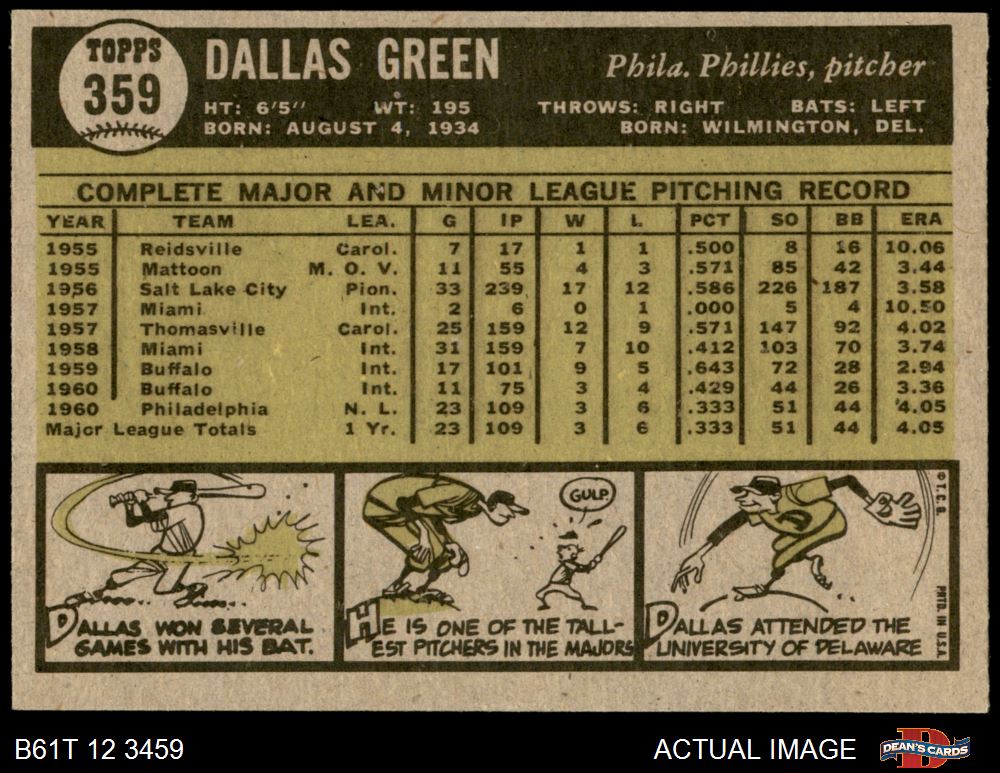 TOPPS
359
DALLAS GREEN
Phila. Phillies, pitcher
HT: 6'5" WT: 195 THROWS: RIGHT BATS: LEFT
BORN: AUGUST 4, 1934 BORN: WILMINGTON, DEL.
COMPLETE MAJOR AND MINOR LEAGUE PITCHING RECORD
YEAR TEAM LEA. G IP W L PCT SO BB ERA
1955 Reidsville Carol. 7 17 1 1 .500 8 16 10.06
1955 Mattoon M. O. V. 11 55 4 3 .571 85 42 3.44
1956 Salt Lake City Pion. 33 239 17 12 .586 226 187 3.58
1957 Miami Int. 2 6 0 1 .000 5 4 10.50
1957 Thomasville Carol. 25 159 12 9 .571 147 92 4.02
1958 Miami Int. 31 159 7 10 .412 103 70 3.74
1959 Buffalo Int. 17 101 9 5 .643 72 28 2.94
1960 Buffalo Int. 11 75 3 4 .429 44 26 3.36
1960 Philadelphia N. L. 23 109 3 6 .333 51 44 4.05
Major League Totals 1 Yr. 23 109 3 6 .333 51 44 4.05
DALLAS WON SEVERAL
GAMES WITH HIS BAT.
GULP
HE IS ONE OF THE TALL-
EST PITCHERS IN THE MAJORS
DALLAS ATTENDED THE
UNIVERSITY OF DELAWARE
© T. C. G.
PRTD. IN U.S.A.
B61T 12 3459
ACTUAL IMAGE
D
DEAN'S CARDS